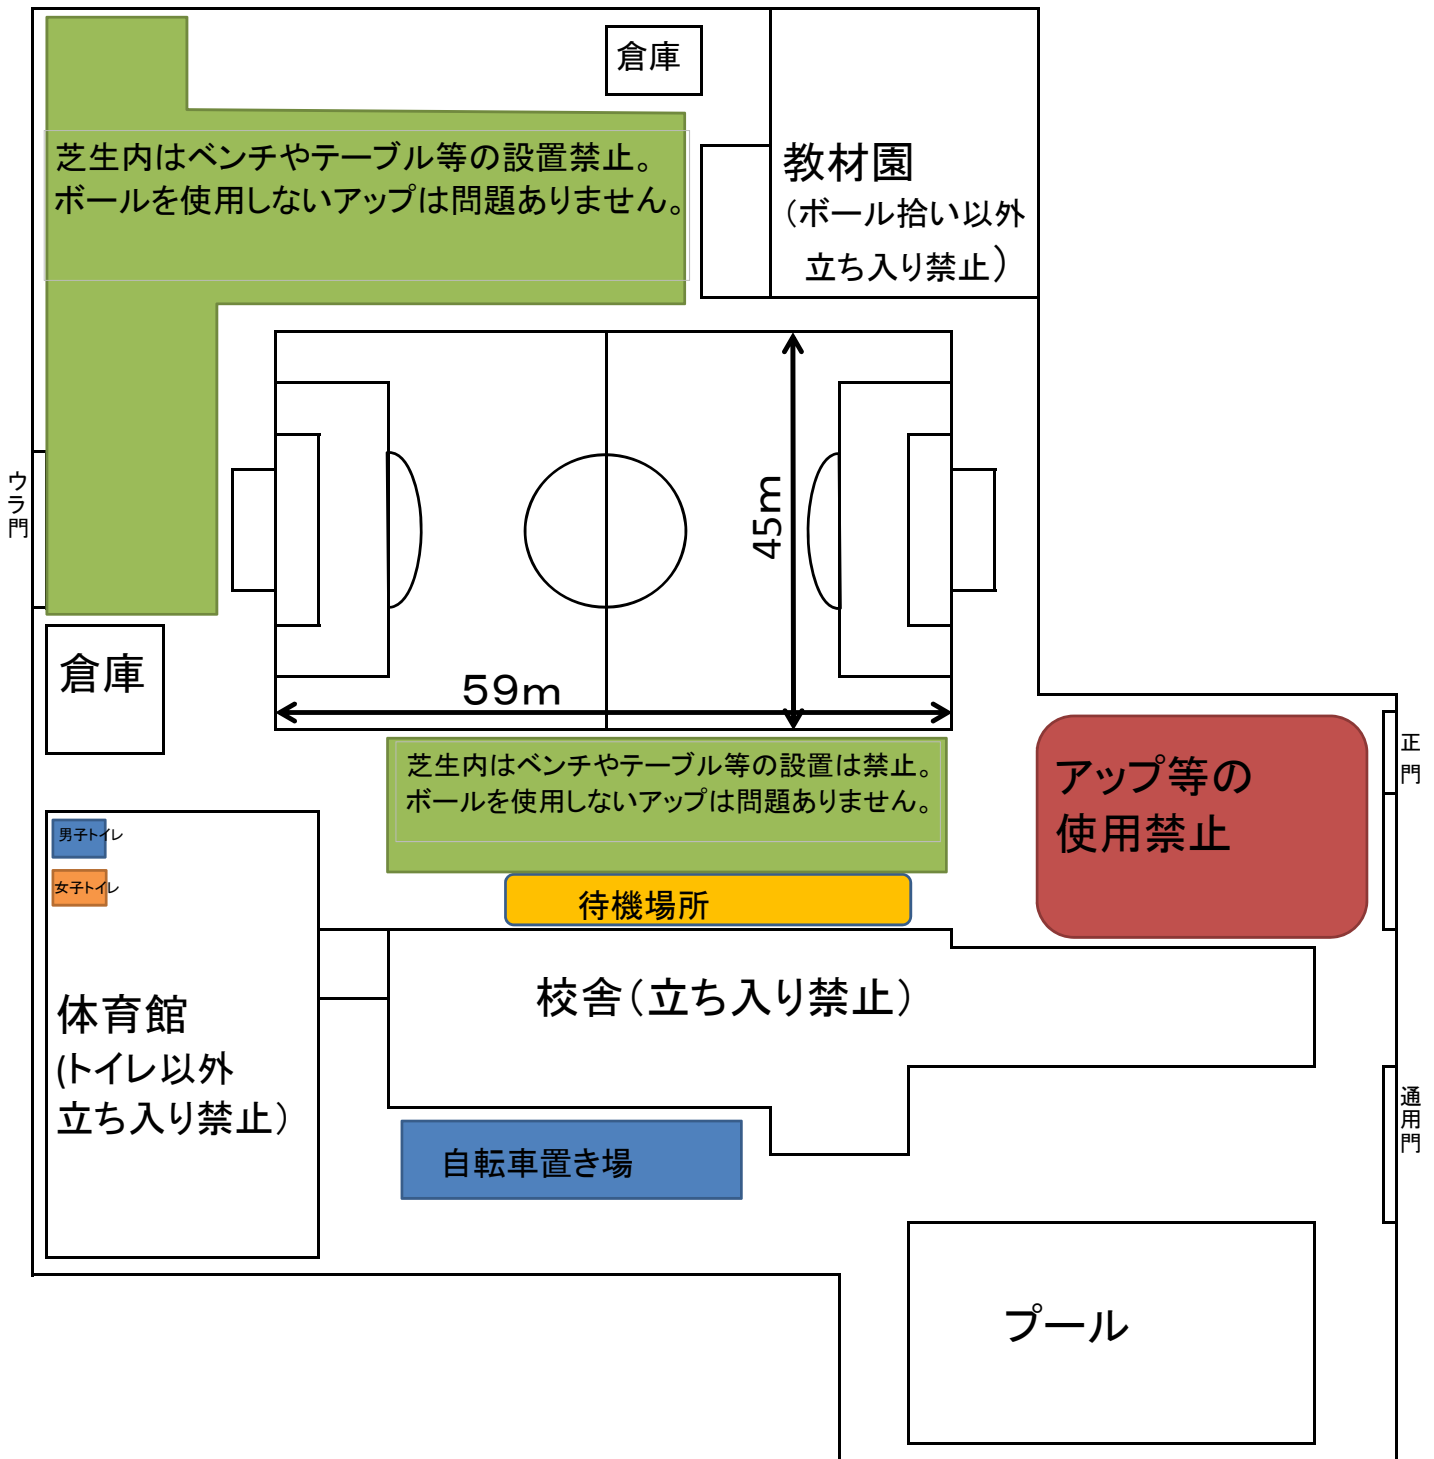 倉庫
芝生内はベンチやテーブル等の設置禁止。
ボールを使用しないアップは問題ありません。
教材園
（ボール拾い以外
立ち入り禁止）
ウラ門
45m
59m
倉庫
芝生内はベンチやテーブル等の設置は禁止。
ボールを使用しないアップは問題ありません。
アップ等の
使用禁止
正門
男子トイレ
女子トイレ
待機場所
校舎（立ち入り禁止）
体育館
(トイレ以外
立ち入り禁止）
通用門
自転車置き場
プール